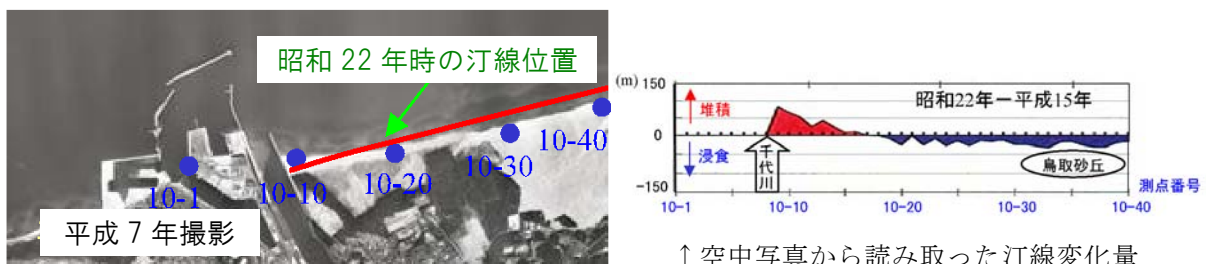 昭和 22 年時の汀線位置
10-40
10-30
10-20
10-10
10-1
平成 7 年撮影
(m)
150
堆積
昭和22年ー平成15年
0
浸食
千代川
鳥取砂丘
-150
測点番号
10-1
10-10
10-20
10-30
10-40
↑空中写真から読み取った汀線変化量